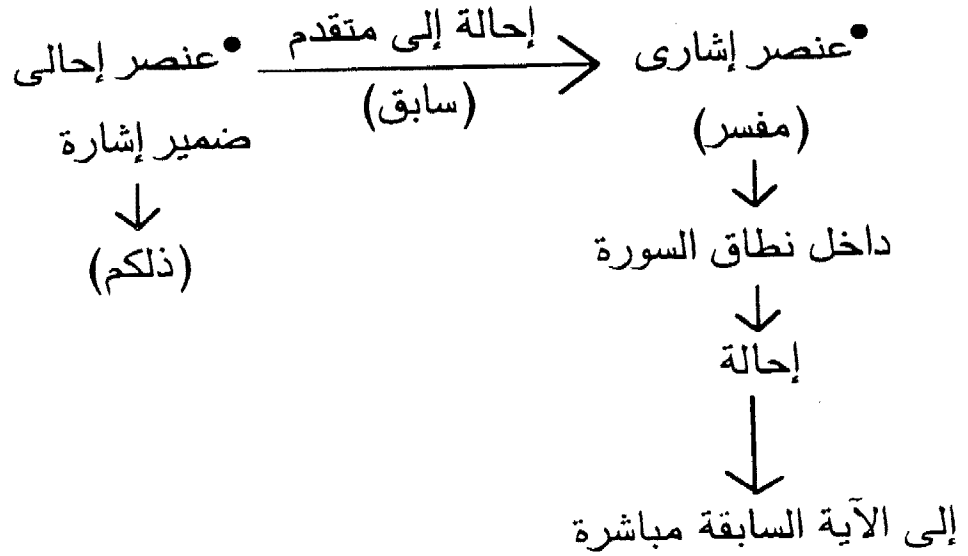 •عنصر إشارى
إحالة إلى متقدم
•عنصر إحالى
(سابق)
(مفسر)
ضمير إشارة
(ذلكم)
داخل نطاق السورة
إحالة
إلى الآية السابقة مباشرة